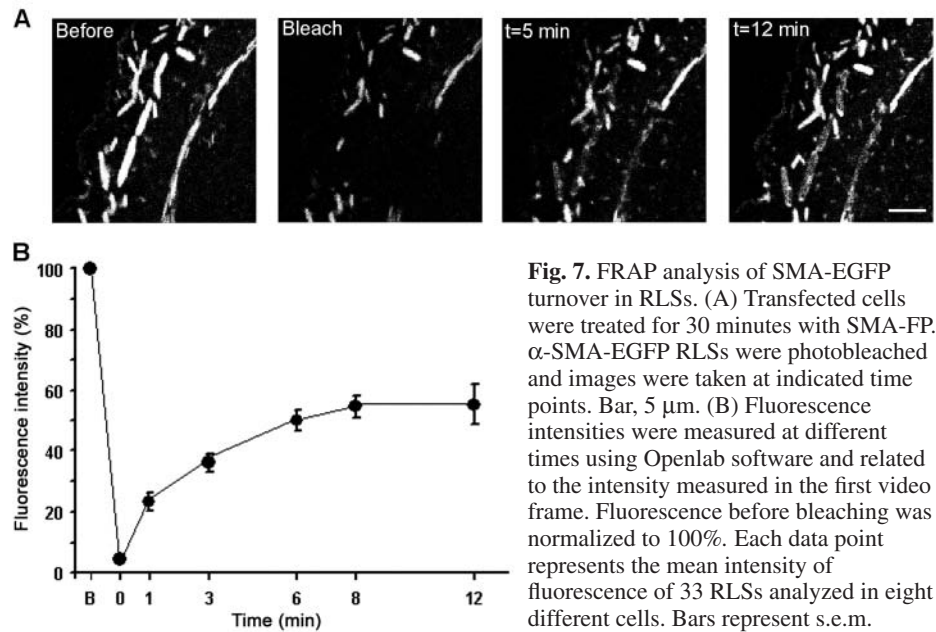 A
Before
Bleach
t=5 min
t=12 min
B
100
80
60
40
20
0
Fluorescence intensity (%)
B 0 1 3 6 8 12
Time (min)
Fig. 7. FRAP analysis of SMA-EGFP
turnover in RLSs. (A) Transfected cells
were treated for 30 minutes with SMA-FP.
α-SMA-EGFP RLSs were photobleached
and images were taken at indicated time
points. Bar, 5 μm. (B) Fluorescence
intensities were measured at different
times using Openlab software and related
to the intensity measured in the first video
frame. Fluorescence before bleaching was
normalized to 100%. Each data point
represents the mean intensity of
fluorescence of 33 RLSs analyzed in eight
different cells. Bars represent s.e.m.